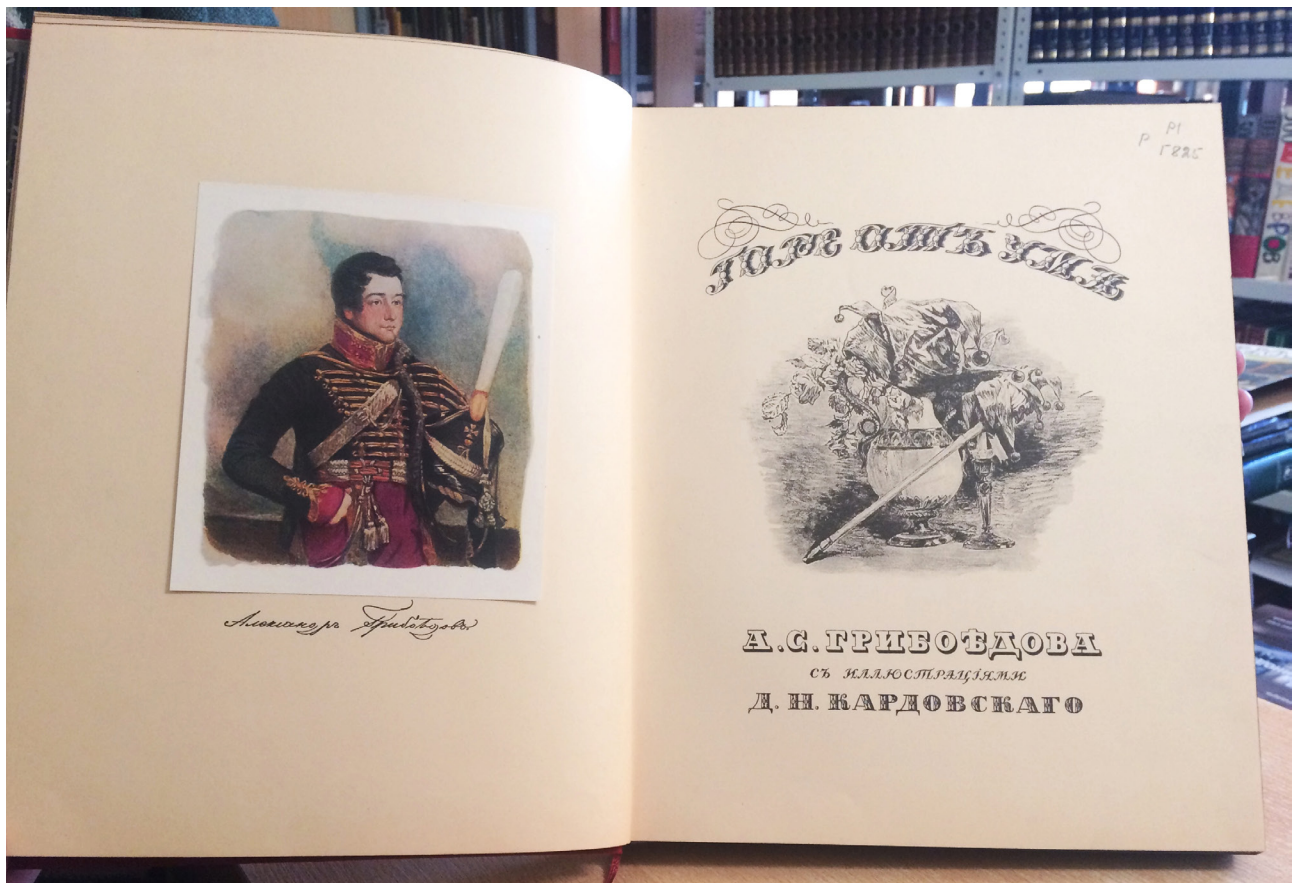 Александръ Грибоѣдовъ.
Р Р1
Г825
ГОРЕ ОТЪ УМА
А.С. ГРИБОѢДОВА
СЪ ИЛЛЮСТРАЦІЯМИ
Д. Н. КАРДОВСКАГО